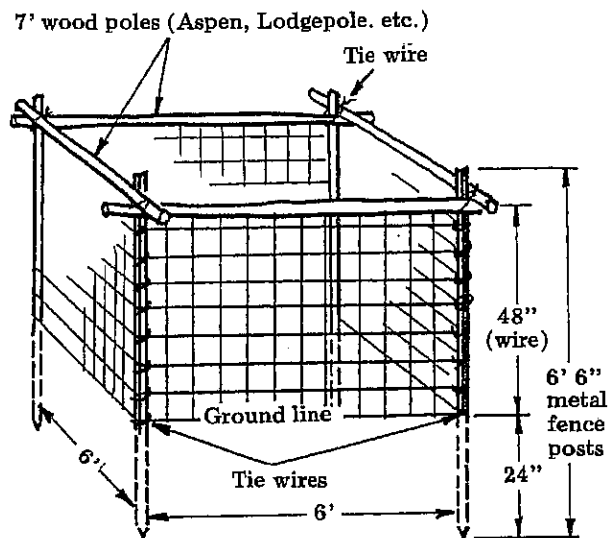 7' wood poles (Aspen, Lodgepole. etc.)
Tie wire
48"
(wire)
6' 6"
metal
fence
posts
Ground line
24"
6'
Tie wires
6'